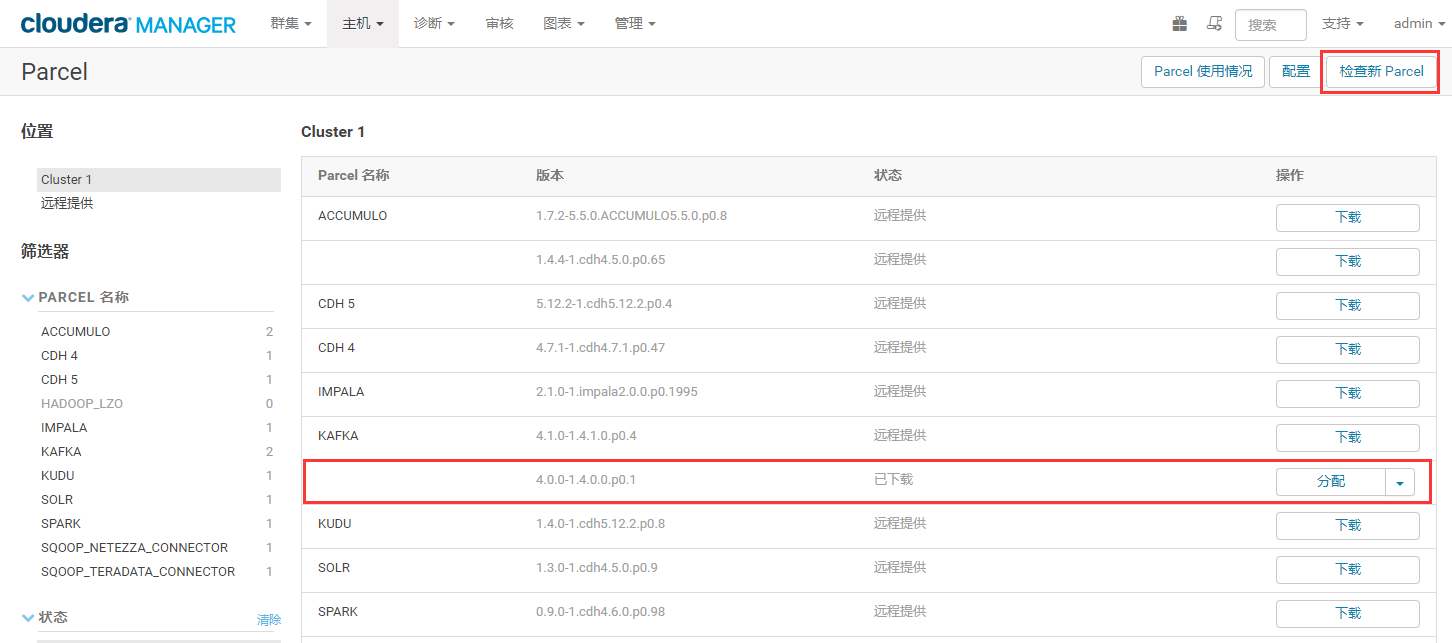 cloudera MANAGER 群集 主机 诊断 审核 图表 管理 搜索 支持 admin
Parcel Parcel 使用情况 配置 检查新 Parcel
位置
Cluster 1
远程提供
筛选器
PARCEL 名称
ACCUMULO 2
CDH 4 1
CDH 5 1
HADOOP_LZO 0
IMPALA 1
KAFKA 2
KUDU 1
SOLR 1
SPARK 1
SQOOP_NETEZZA_CONNECTOR 1
SQOOP_TERADATA_CONNECTOR 1
状态 清除
Cluster 1
Parcel 名称 版本 状态 操作
ACCUMULO 1.7.2-5.5.0.ACCUMULO5.5.0.p0.8 远程提供 下载
1.4.4-1.cdh4.5.0.p0.65 远程提供 下载
CDH 5 5.12.2-1.cdh5.12.2.p0.4 远程提供 下载
CDH 4 4.7.1-1.cdh4.7.1.p0.47 远程提供 下载
IMPALA 2.1.0-1.impala2.0.0.p0.1995 远程提供 下载
KAFKA 4.1.0-1.4.1.0.p0.4 远程提供 下载
4.0.0-1.4.0.0.p0.1 已下载 分配
KUDU 1.4.0-1.cdh5.12.2.p0.8 远程提供 下载
SOLR 1.3.0-1.cdh4.5.0.p0.9 远程提供 下载
SPARK 0.9.0-1.cdh4.6.0.p0.98 远程提供 下载